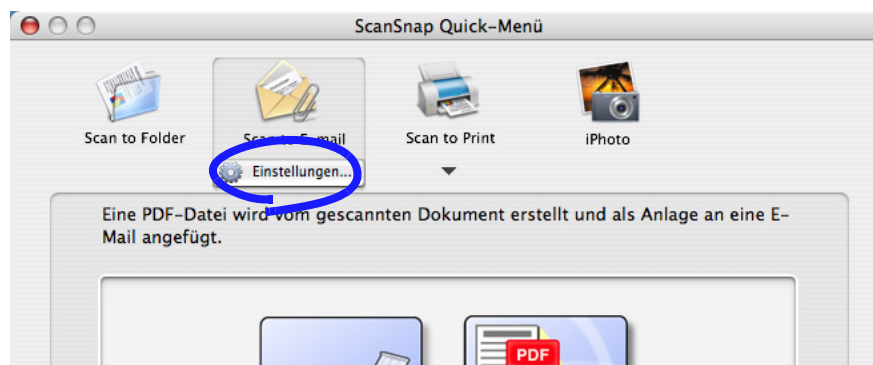 ScanSnap Quick-Menü
Scan to Folder
Scan to E-mail
Scan to Print
iPhoto
Einstellungen...
Eine PDF-Datei wird vom gescannten Dokument erstellt und als Anlage an eine E-
Mail angefügt.
PDF